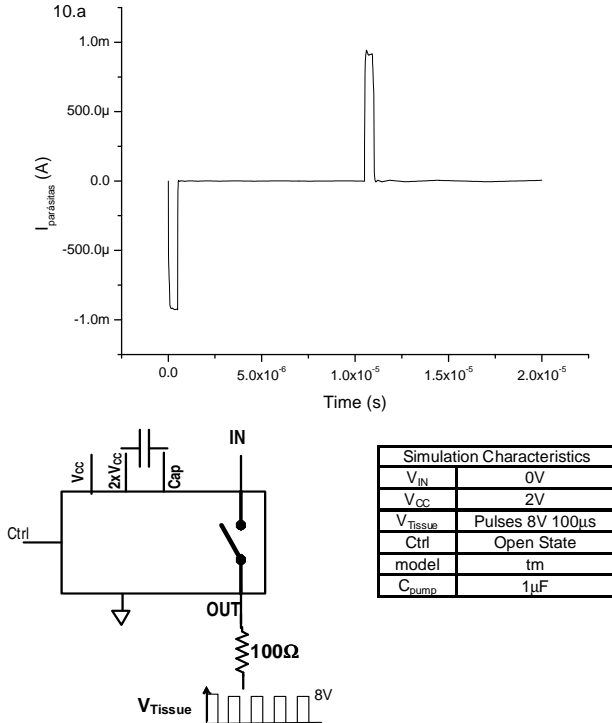 10.a
1.0m
500.0µ
0.0
-500.0µ
-1.0m
I parásitas (A)
0.0
5.0x10⁻⁶
1.0x10⁻⁵
1.5x10⁻⁵
2.0x10⁻⁵
Time (s)
Vcc
2xVcc
Cap
IN
Ctrl
OUT
100Ω
VTissue
8V
Simulation Characteristics
VIN 0V
VCC 2V
VTissue Pulses 8V 100µs
Ctrl Open State
model tm
Cpump 1µF